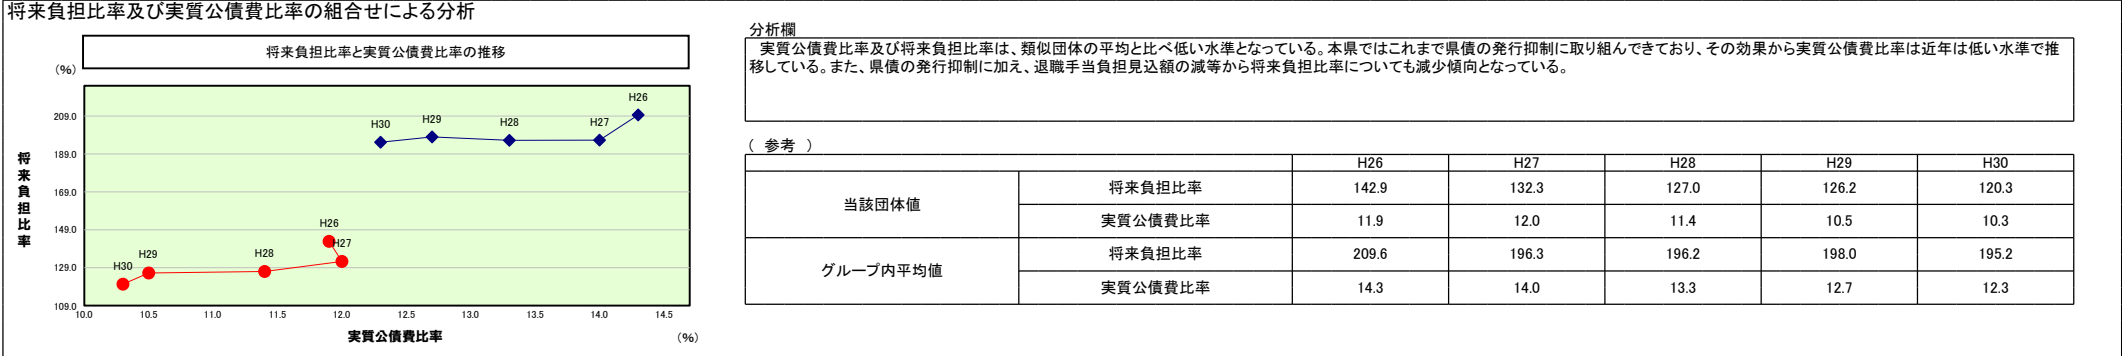 将来負担比率及び実質公債費比率の組合せによる分析
将来負担比率と実質公債費比率の推移
(%)
209.0
189.0
169.0
149.0
129.0
109.0
将来負担比率
H30
H29
H28
H27
H26
H26
H27
H28
H29
H30
10.0 10.5 11.0 11.5 12.0 12.5 13.0 13.5 14.0 14.5
実質公債費比率
(%)
分析欄
実質公債費比率及び将来負担比率は、類似団体の平均と比べ低い水準となっている。本県ではこれまで県債の発行抑制に取り組んできており、その効果から実質公債費比率は近年は低い水準で推
移している。また、県債の発行抑制に加え、退職手当負担見込額の減等から将来負担比率についても減少傾向となっている。
( 参考 )
H26 H27 H28 H29 H30
当該団体値
将来負担比率 142.9 132.3 127.0 126.2 120.3
実質公債費比率 11.9 12.0 11.4 10.5 10.3
グループ内平均値
将来負担比率 209.6 196.3 196.2 198.0 195.2
実質公債費比率 14.3 14.0 13.3 12.7 12.3